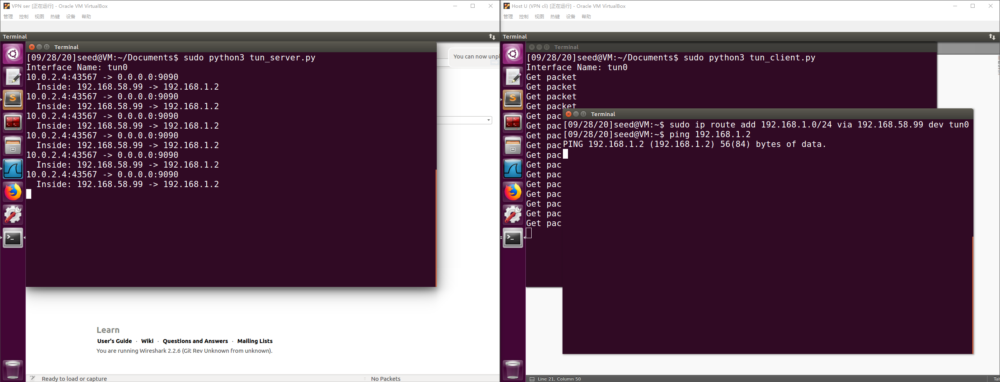 VPN ser [正在运行] - Oracle VM VirtualBox
管理 控制 视图 热键 设备 帮助
Terminal
Terminal
[09/28/20]seed@VM:~/Documents$ sudo python3 tun_server.py
Interface Name: tun0
10.0.2.4:43567 -> 0.0.0.0:9090
  Inside: 192.168.58.99 -> 192.168.1.2
10.0.2.4:43567 -> 0.0.0.0:9090
  Inside: 192.168.58.99 -> 192.168.1.2
10.0.2.4:43567 -> 0.0.0.0:9090
  Inside: 192.168.58.99 -> 192.168.1.2
10.0.2.4:43567 -> 0.0.0.0:9090
  Inside: 192.168.58.99 -> 192.168.1.2
10.0.2.4:43567 -> 0.0.0.0:9090
  Inside: 192.168.58.99 -> 192.168.1.2
10.0.2.4:43567 -> 0.0.0.0:9090
  Inside: 192.168.58.99 -> 192.168.1.2
You can now unpl
Learn
User's Guide · Wiki · Questions and Answers · Mailing Lists
You are running Wireshark 2.2.6 (Git Rev Unknown from unknown).
Ready to load or capture
No Packets
Host U (VPN cli) [正在运行] - Oracle VM VirtualBox
管理 控制 视图 热键 设备 帮助
Terminal
Terminal
[09/28/20]seed@VM:~/Documents$ sudo python3 tun_client.py
Interface Name: tun0
Get packet
Get packet
Get packet
Get packet
Get pac
Get pac
Get pac
Get pac
Get pac
Get pac
Get pac
Get pac
Get pac
Get pac
Get pac
Get pac
Terminal
[09/28/20]seed@VM:~$ sudo ip route add 192.168.1.0/24 via 192.168.58.99 dev tun0
[09/28/20]seed@VM:~$ ping 192.168.1.2
PING 192.168.1.2 (192.168.1.2) 56(84) bytes of data.
Line 21, Column 50
Tab